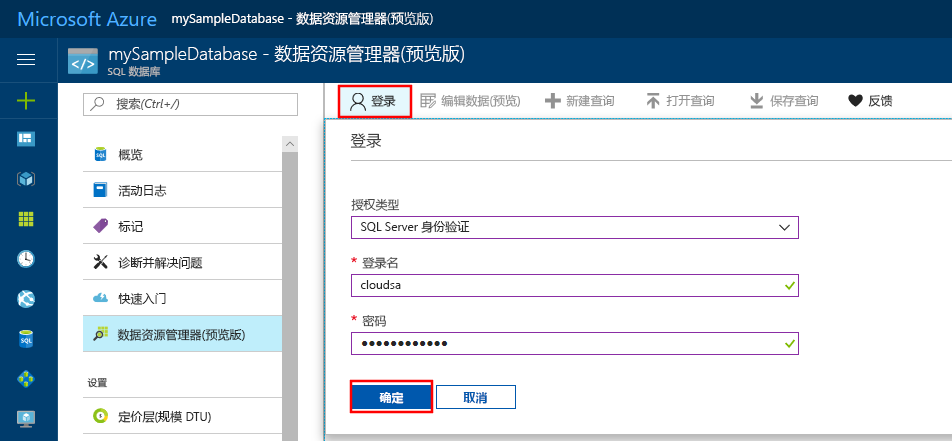 Microsoft Azure mySampleDatabase - 数据资源管理器(预览版)
mySampleDatabase - 数据资源管理器(预览版)
SQL 数据库
搜索(Ctrl+/)
概览
活动日志
标记
诊断并解决问题
快速入门
数据资源管理器(预览版)
设置
定价层(规模 DTU)
登录 编辑数据(预览) 新建查询 打开查询 保存查询 反馈
登录
授权类型
SQL Server 身份验证
* 登录名
cloudsa
* 密码
●●●●●●●●●●●●
确定 取消